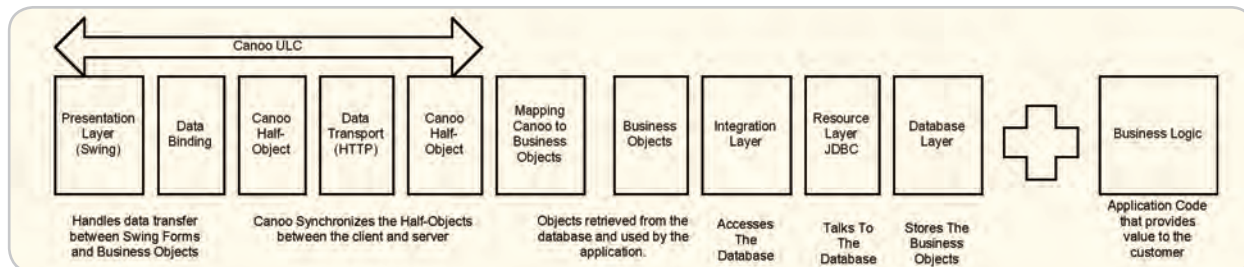 Canoo ULC
Presentation
Layer
(Swing)
Data
Binding
Canoo
Half-
Object
Data
Transport
(HTTP)
Canoo
Half-
Object
Mapping
Canoo to
Business
Objects
Business
Objects
Integration
Layer
Resource
Layer
JDBC
Database
Layer
Business Logic
Handles data transfer
between Swing Forms
and Business Objects
Canoo Synchronizes the Half-Objects
between the client and server
Objects retrieved from the
database and used by the
application.
Accesses
The
Database
Talks To
The
Database
Stores The
Business
Objects
Application Code
that provides
value to the
customer